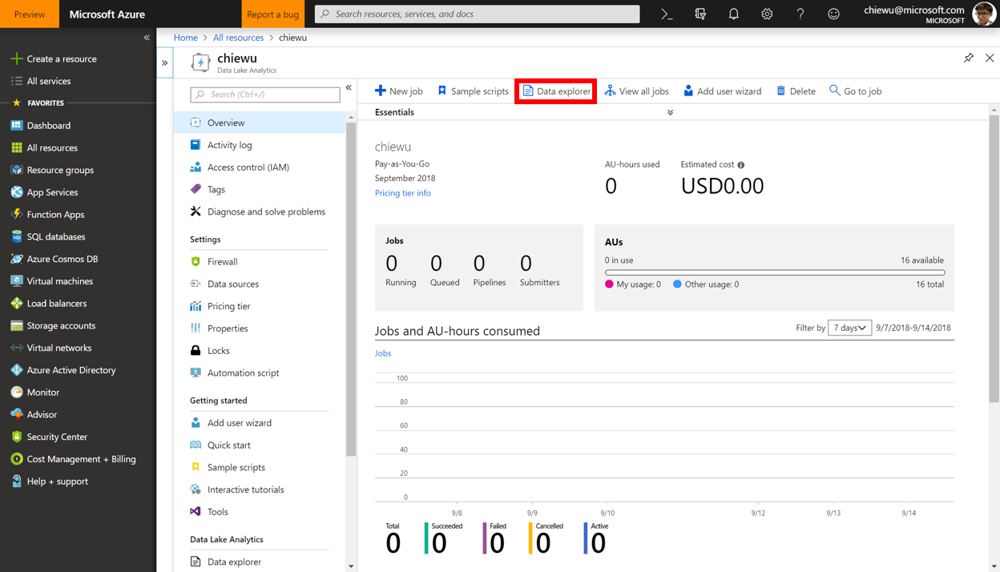 Preview
Microsoft Azure
Report a bug
Search resources, services, and docs
chiewu@microsoft.com
MICROSOFT
Home > All resources > chiewu
Create a resource
All services
FAVORITES
Dashboard
All resources
Resource groups
App Services
Function Apps
SQL databases
Azure Cosmos DB
Virtual machines
Load balancers
Storage accounts
Virtual networks
Azure Active Directory
Monitor
Advisor
Security Center
Cost Management + Billing
Help + support
chiewu
Data Lake Analytics
Search (Ctrl+/)
Overview
Activity log
Access control (IAM)
Tags
Diagnose and solve problems
Settings
Firewall
Data sources
Pricing tier
Properties
Locks
Automation script
Getting started
Add user wizard
Quick start
Sample scripts
Interactive tutorials
Tools
Data Lake Analytics
Data explorer
New job Sample scripts Data explorer View all jobs Add user wizard Delete Go to job
Essentials
chiewu
Pay-as-You-Go
September 2018
Pricing tier info
AU-hours used Estimated cost
0 USD0.00
Jobs
0 0 0 0
Running Queued Pipelines Submitters
AUs
0 in use 16 available
My usage: 0 Other usage: 0 16 total
Jobs and AU-hours consumed
Filter by 7 days 9/7/2018-9/14/2018
Jobs
100
80
60
40
20
0
9/8 9/9 9/10 9/12 9/13 9/14
Total Succeeded Failed Cancelled Active
0 0 0 0 0